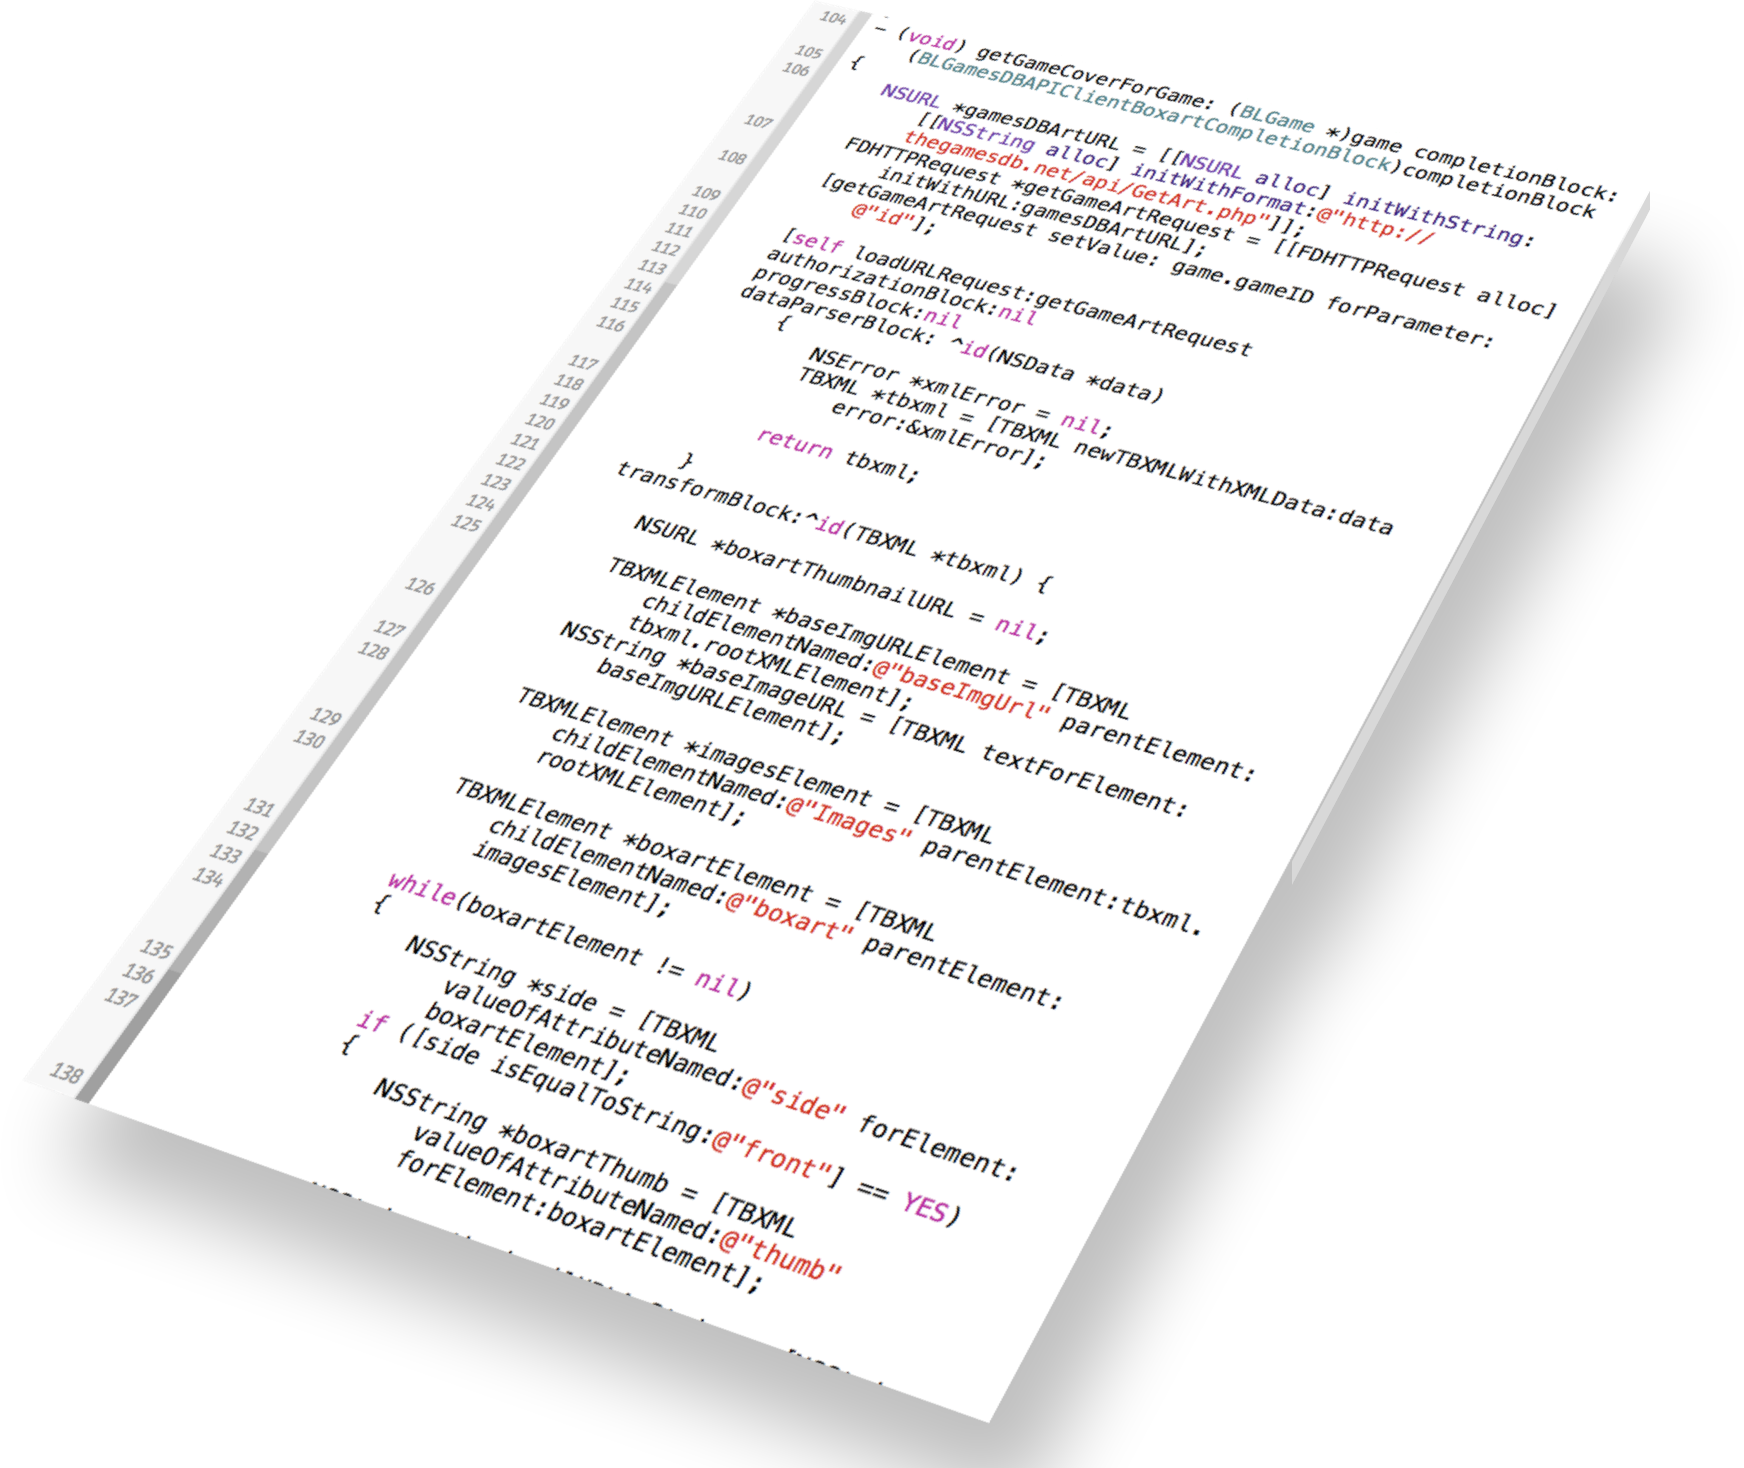 104
- (void) getGameCoverForGame: (BLGame *)game completionBlock:
(BLGamesDBAPIClientBoxartCompletionBlock)completionBlock
105 {
106
NSURL *gamesDBArtURL = [[NSURL alloc] initWithString:
[[NSString alloc] initWithFormat:@"http://
thegamesdb.net/api/GetArt.php"]];
107 FDHTTPRequest *getGameArtRequest = [[FDHTTPRequest alloc]
initWithURL:gamesDBArtURL];
108 [getGameArtRequest setValue: game.gameID forParameter:
@"id"];
109
110 [self loadURLRequest:getGameArtRequest
111 authorizationBlock:nil
112 progressBlock:nil
113 dataParserBlock: ^id(NSData *data)
114 {
115 NSError *xmlError = nil;
116 TBXML *tbxml = [TBXML newTBXMLWithXMLData:data
error:&xmlError];
117
118 return tbxml;
119
120 }
121 transformBlock:^id(TBXML *tbxml) {
122
123 NSURL *boxartThumbnailURL = nil;
124
125 TBXMLElement *baseImgURLElement = [TBXML
childElementNamed:@"baseImgUrl" parentElement:
tbxml.rootXMLElement];
126 NSString *baseImageURL = [TBXML textForElement:
baseImgURLElement];
127
128 TBXMLElement *imagesElement = [TBXML
childElementNamed:@"Images" parentElement:tbxml.
rootXMLElement];
129
130 TBXMLElement *boxartElement = [TBXML
childElementNamed:@"boxart" parentElement:
imagesElement];
131
132 while(boxartElement != nil)
133 {
134 NSString *side = [TBXML
valueOfAttributeNamed:@"side" forElement:
boxartElement];
135 if ([side isEqualToString:@"front"] == YES)
136 {
137 NSString *boxartThumb = [TBXML
valueOfAttributeNamed:@"thumb"
forElement:boxartElement];
138